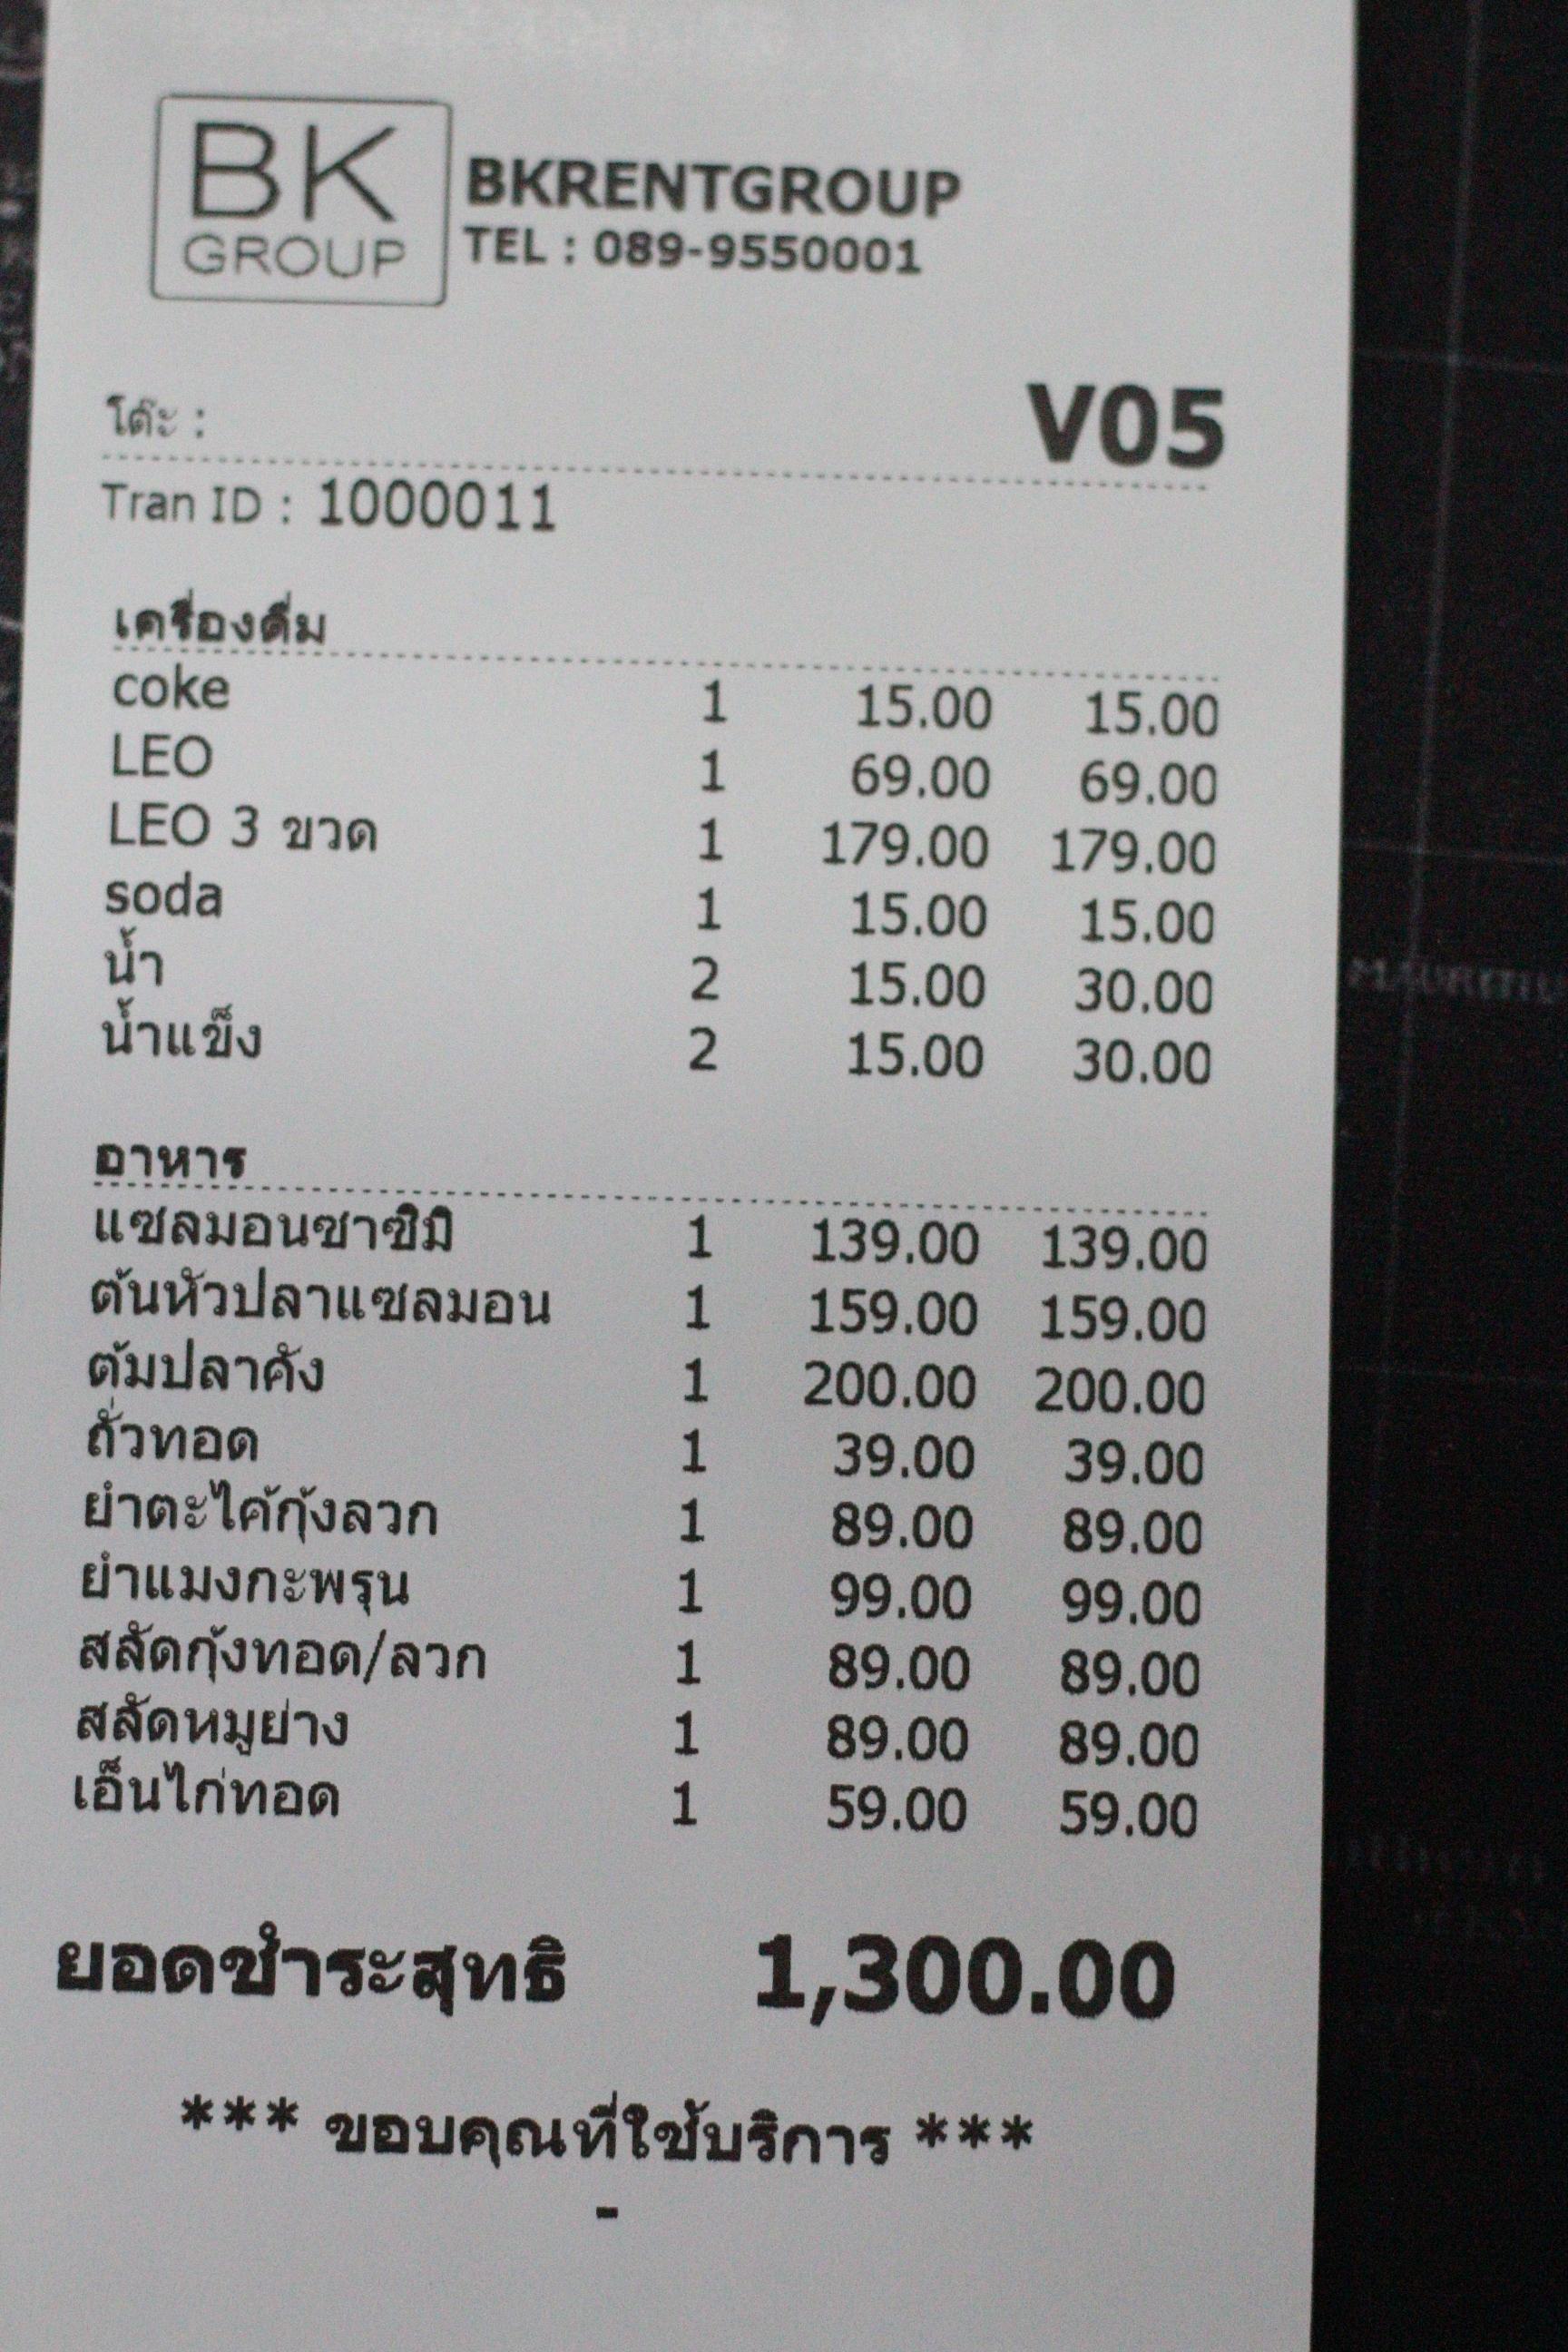 BK
GROUP
BKRENTGROUP
TEL : 089-9550001
โต๊ะ : V05
Tran ID : 1000011
เครื่องดื่ม
coke 1 15.00 15.00
LEO 1 69.00 69.00
LEO 3 ขวด 1 179.00 179.00
soda 1 15.00 15.00
น้ำ 2 15.00 30.00
น้ำแข็ง 2 15.00 30.00
อาหาร
แซลมอนซาซิมิ 1 139.00 139.00
ต้นหัวปลาแซลมอน 1 159.00 159.00
ต้มปลาคัง 1 200.00 200.00
ถั่วทอด 1 39.00 39.00
ยำตะไค้กุ้งลวก 1 89.00 89.00
ยำแมงกะพรุน 1 99.00 99.00
สลัดกุ้งทอด/ลวก 1 89.00 89.00
สลัดหมูย่าง 1 89.00 89.00
เอ็นไก่ทอด 1 59.00 59.00
ยอดชำระสุทธิ 1,300.00
*** ขอบคุณที่ใช้บริการ ***
-